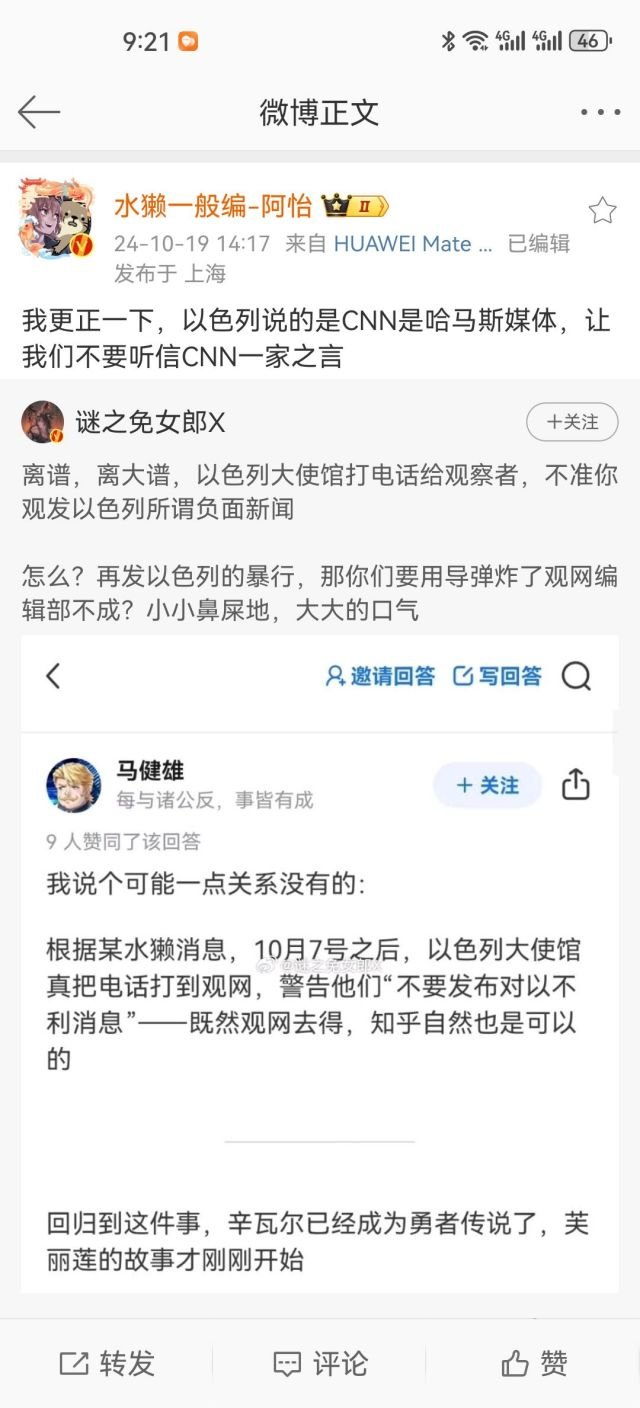 9:21
4G
4G
46
微博正文
水獭一般编-阿怡
II
24-10-19 14:17 来自 HUAWEI Mate ... 已编辑
发布于 上海
我更正一下，以色列说的是CNN是哈马斯媒体，让
我们不要听信CNN一家之言
谜之兔女郎X
+关注
离谱，离大谱，以色列大使馆打电话给观察者，不准你
观发以色列所谓负面新闻
怎么？再发以色列的暴行，那你们要用导弹炸了观网编
辑部不成？小小鼻屎地，大大的口气
邀请回答 写回答
马健雄
每与诸公反，事皆有成
+ 关注
9 人赞同了该回答
我说个可能一点关系没有的：
根据某水獭消息，10月7号之后，以色列大使馆
@谜之兔女郎X
真把电话打到观网，警告他们“不要发布对以不
利消息”——既然观网去得，知乎自然也是可以
的
回归到这件事，辛瓦尔已经成为勇者传说了，芙
丽莲的故事才刚刚开始
转发 评论 赞